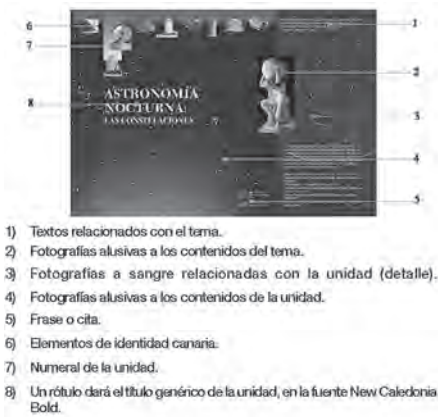 6
7
8
1
2
3
4
5
ASTRONOMÍA
NOCTURNA:
LAS CONSTELACIONES
1) Textos relacionados con el tema.
2) Fotografías alusivas a los contenidos del tema.
3) Fotografías a sangre relacionadas con la unidad (detalle).
4) Fotografías alusivas a los contenidos de la unidad.
5) Frase o cita.
6) Elementos de identidad canaria.
7) Numeral de la unidad.
8) Un rótulo dará el título genérico de la unidad, en la fuente New Caledonia
Bold.